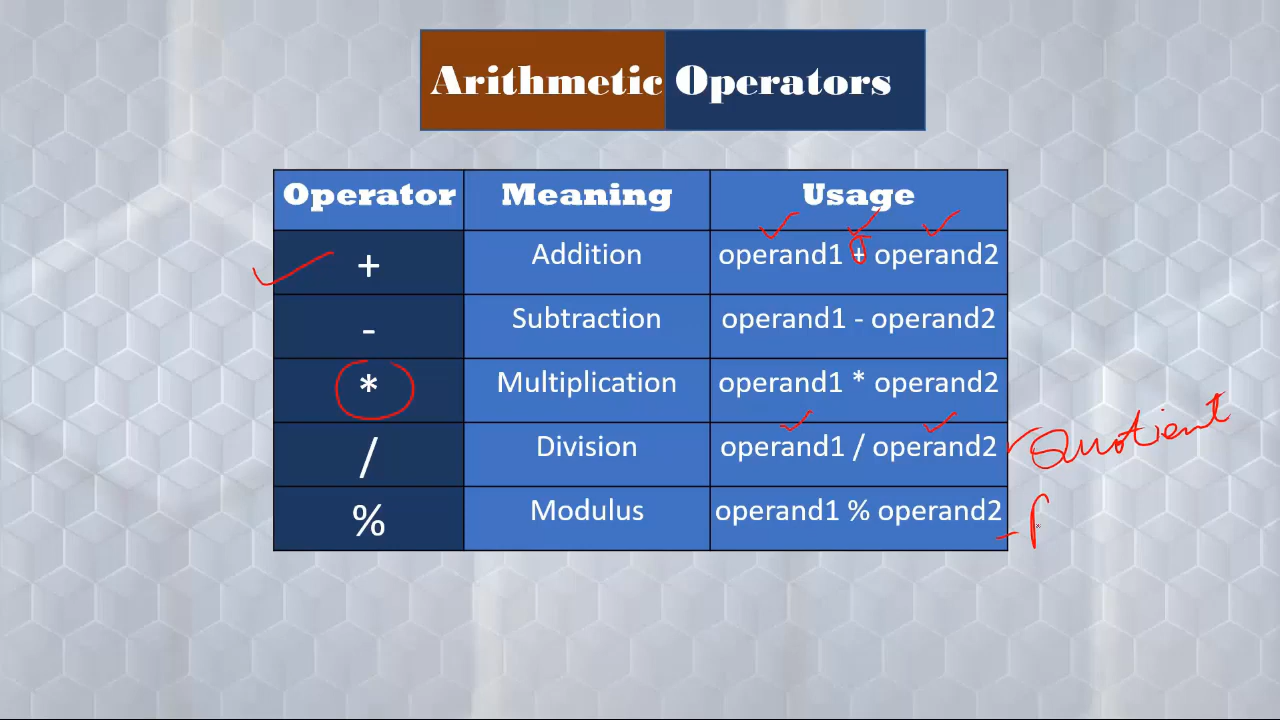 Arithmetic Operators
Operator Meaning Usage
+ Addition operand1 + operand2
- Subtraction operand1 - operand2
* Multiplication operand1 * operand2
/ Division operand1 / operand2 Quotient
% Modulus operand1 % operand2